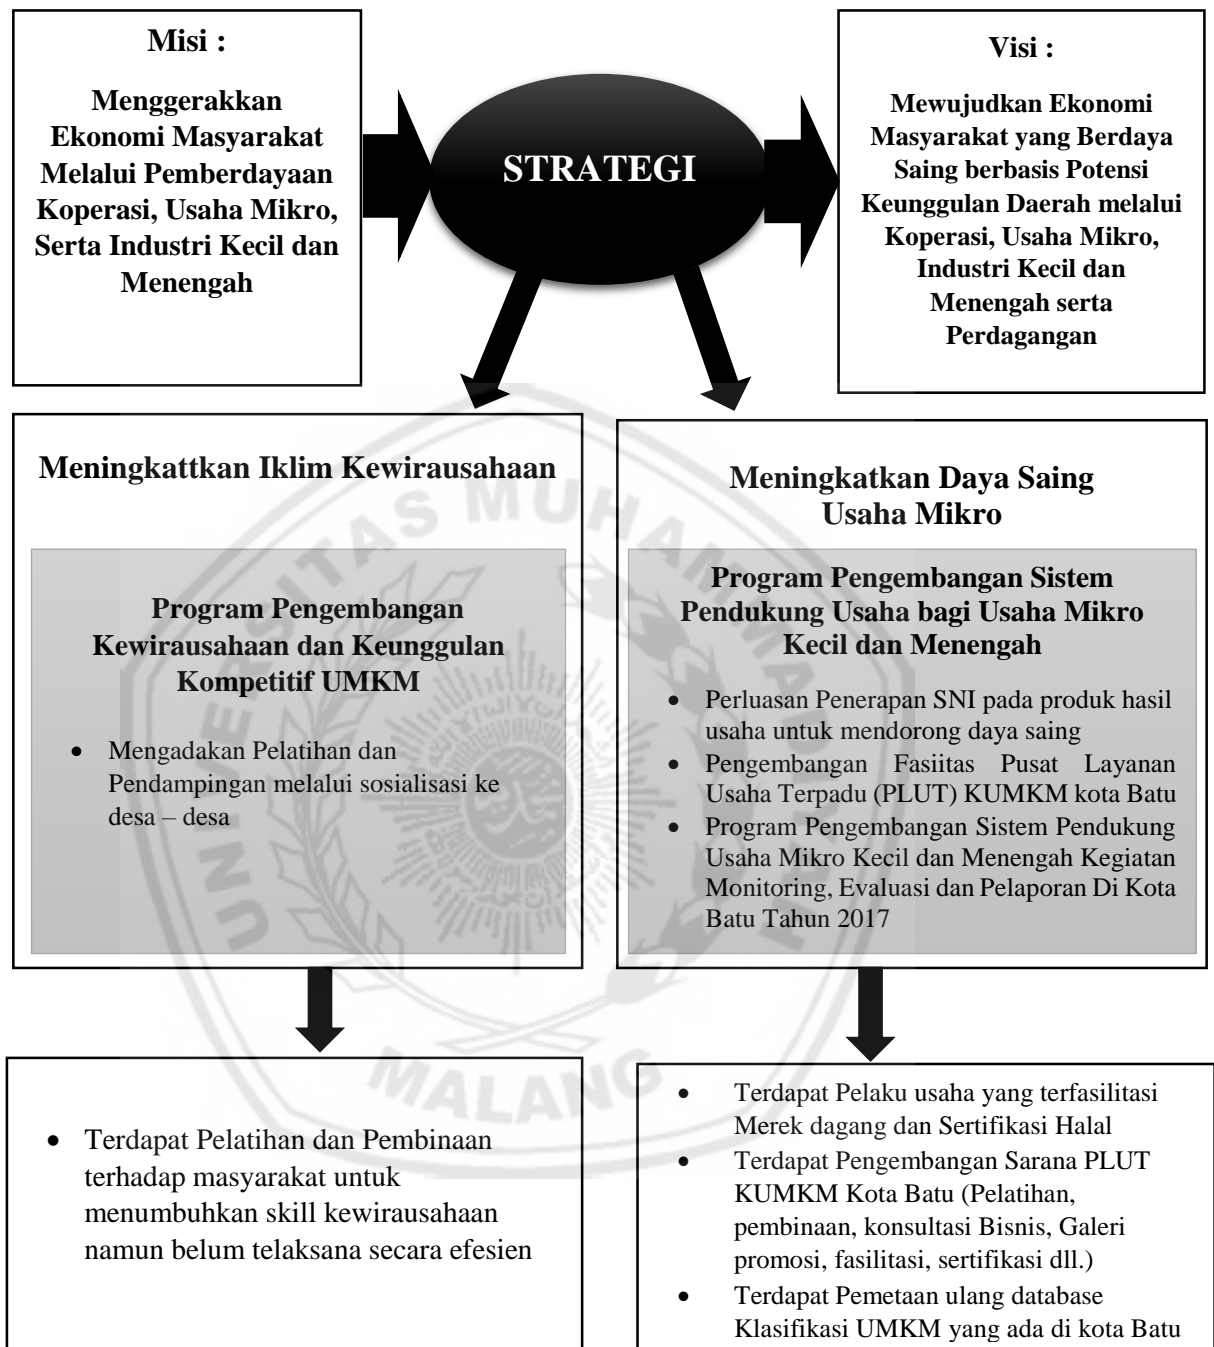 Misi :
Menggerakkan
Ekonomi Masyarakat
Melalui Pemberdayaan
Koperasi, Usaha Mikro,
Serta Industri Kecil dan
Menengah
STRATEGI
Visi :
Mewujudkan Ekonomi
Masyarakat yang Berdaya
Saing berbasis Potensi
Keunggulan Daerah melalui
Koperasi, Usaha Mikro,
Industri Kecil dan
Menengah serta
Perdagangan
Meningkattkan Iklim Kewirausahaan
Program Pengembangan
Kewirausahaan dan Keunggulan
Kompetitif UMKM
• Mengadakan Pelatihan dan
Pendampingan melalui sosialisasi ke
desa – desa
Meningkatkan Daya Saing
Usaha Mikro
Program Pengembangan Sistem
Pendukung Usaha bagi Usaha Mikro
Kecil dan Menengah
• Perluasan Penerapan SNI pada produk hasil
usaha untuk mendorong daya saing
• Pengembangan Fasiitas Pusat Layanan
Usaha Terpadu (PLUT) KUMKM kota Batu
• Program Pengembangan Sistem Pendukung
Usaha Mikro Kecil dan Menengah Kegiatan
Monitoring, Evaluasi dan Pelaporan Di Kota
Batu Tahun 2017
• Terdapat Pelatihan dan Pembinaan
terhadap masyarakat untuk
menumbuhkan skill kewirausahaan
namun belum telaksana secara efesien
• Terdapat Pelaku usaha yang terfasilitasi
Merek dagang dan Sertifikasi Halal
• Terdapat Pengembangan Sarana PLUT
KUMKM Kota Batu (Pelatihan,
pembinaan, konsultasi Bisnis, Galeri
promosi, fasilitasi, sertifikasi dll.)
• Terdapat Pemetaan ulang database
Klasifikasi UMKM yang ada di kota Batu
UNIVERSITAS MUHAMMADIYAH
MALANG